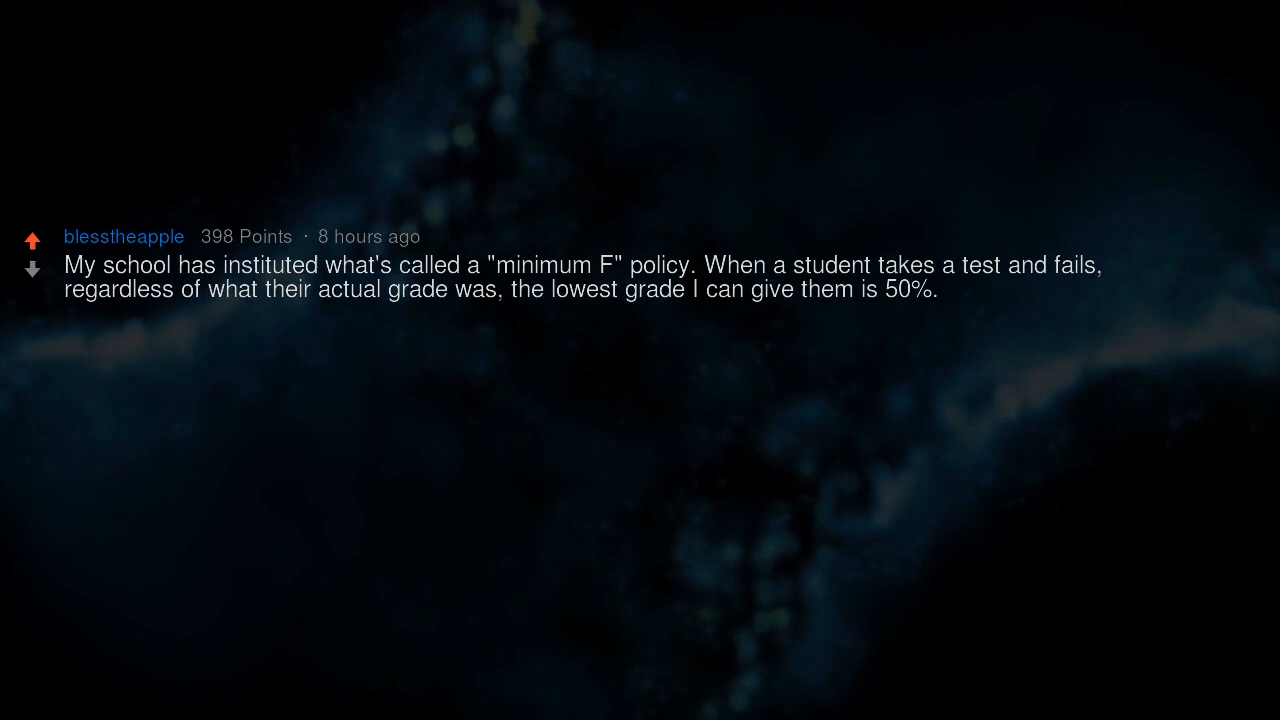 blesstheapple 398 Points · 8 hours ago
My school has instituted what's called a "minimum F" policy. When a student takes a test and fails,
regardless of what their actual grade was, the lowest grade I can give them is 50%.